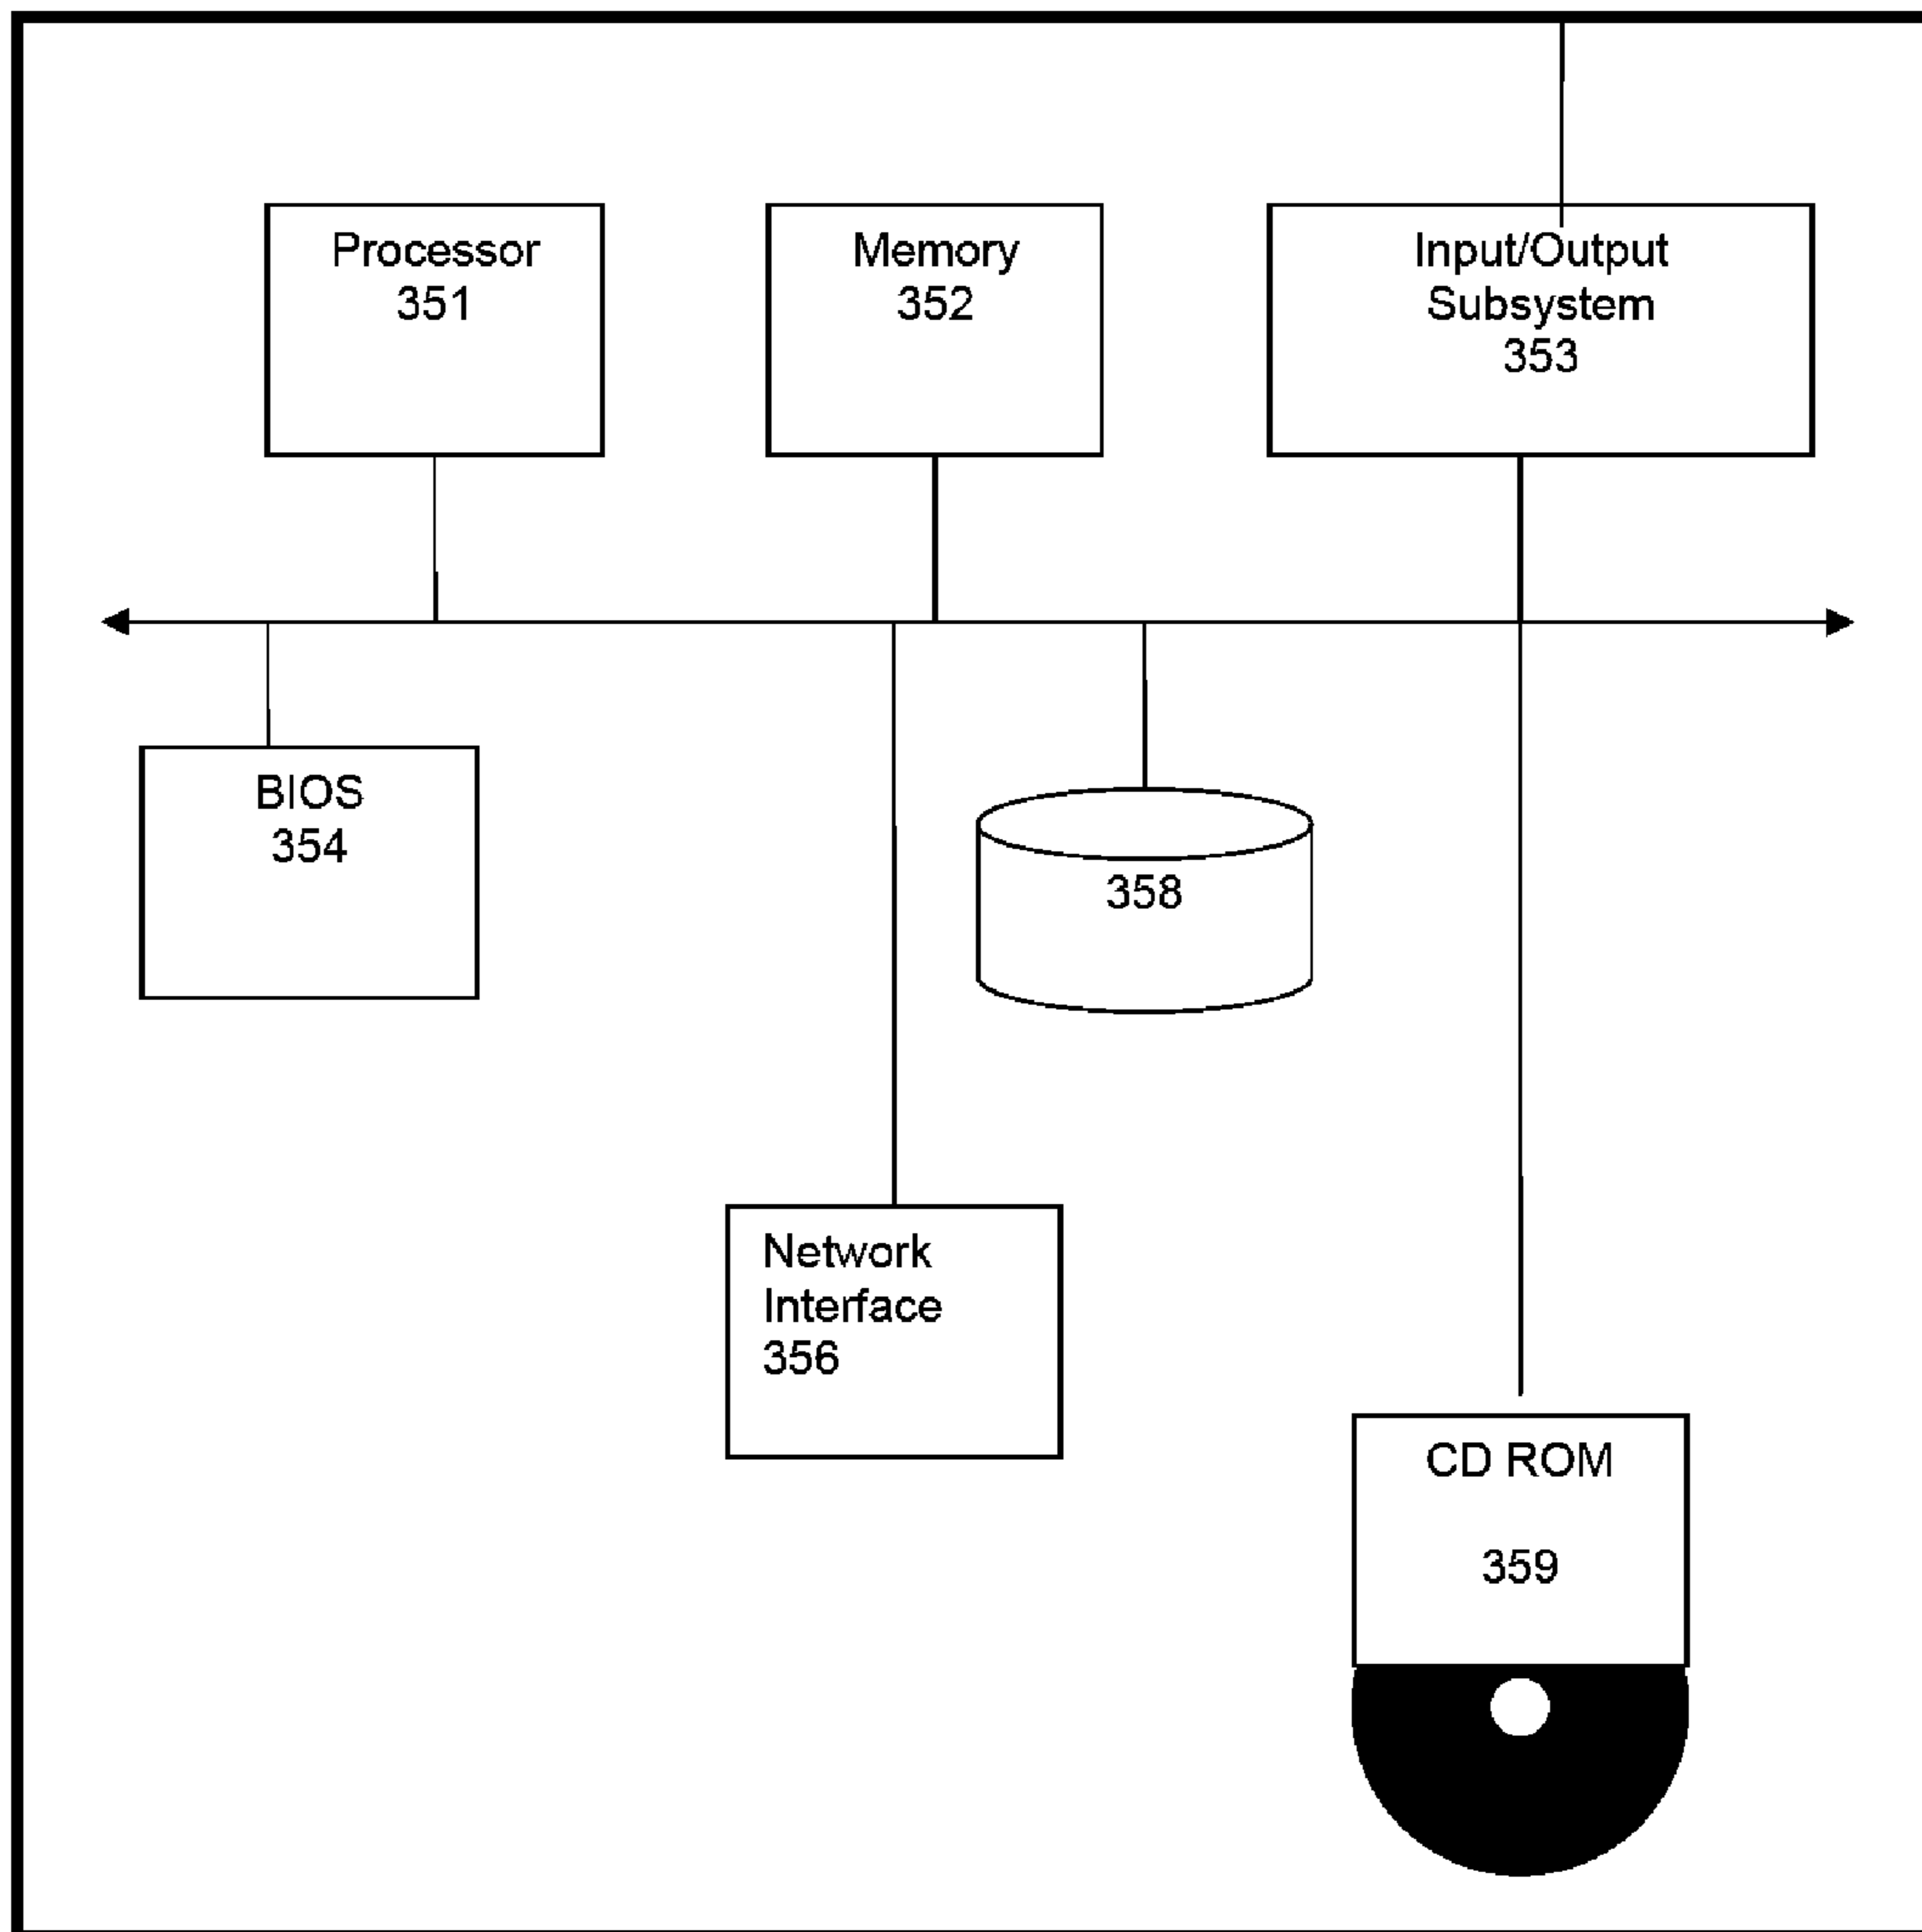 Processor
351
Memory
352
Input/Output
Subsystem
353
BIOS
354
358
Network
Interface
356
CD ROM
359